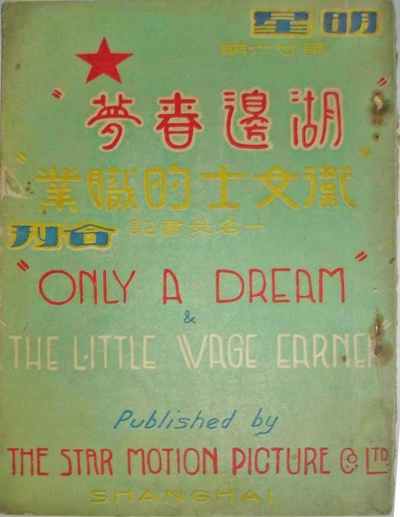 明星
第廿六期
"湖邊春夢"
"衛女士的職業"
一名女書記
合刊
"ONLY A DREAM"
&
"THE LITTLE WAGE EARNER"
Published by
THE STAR MOTION PICTURE Co LTD
SHANGHAI